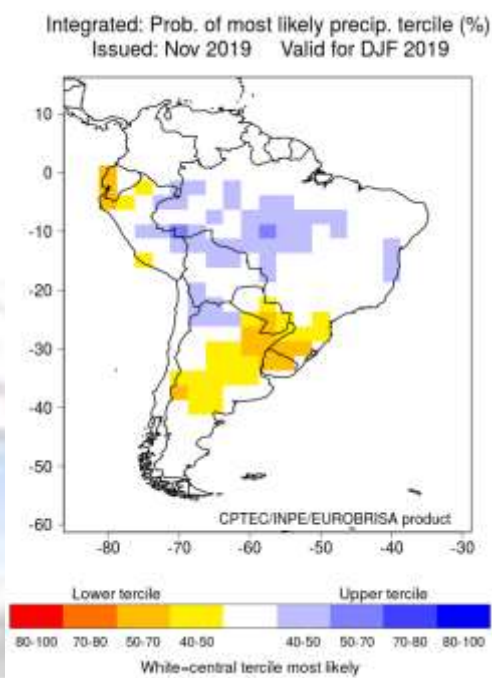 Integrated: Prob. of most likely precip. tercile (%)
Issued: Nov 2019 Valid for DJF 2019
10
0
-10
-20
-30
-40
-50
-60
CPTEC/INPE/EUROBRISA product
-80 -70 -60 -50 -40 -30
Lower tercile Upper tercile
80-100 70-80 50-70 40-50 40-50 50-70 70-80 80-100
White=central tercile most likely